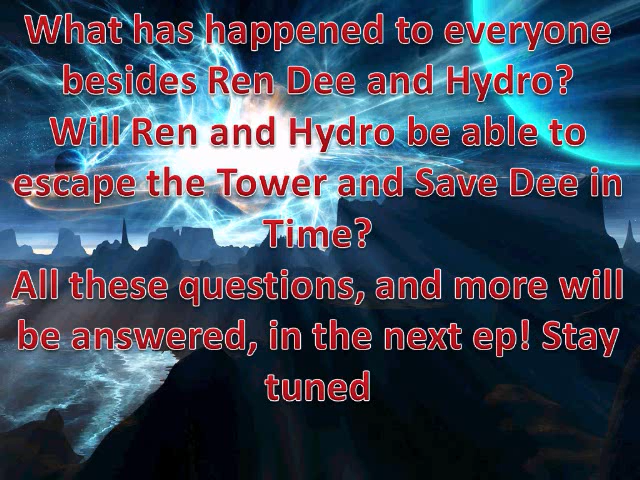 What has happened to everyone
besides Ren Dee and Hydro?
Will Ren and Hydro be able to
escape the Tower and Save Dee in
Time?
All these questions, and more will
be answered, in the next ep! Stay
tuned